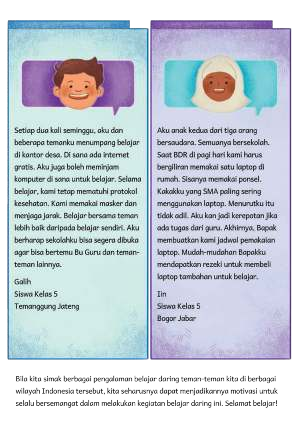 Setiap dua kali seminggu, aku dan
beberapa temanku menumpang belajar
di kantor desa. Di sana ada internet
gratis. Aku juga boleh meminjam
komputer di sana untuk belajar. Selama
belajar, kami tetap mematuhi protokol
kesehatan. Kami memakai masker dan
menjaga jarak. Belajar bersama teman
lebih baik daripada belajar sendiri. Aku
berharap sekolahku bisa segera dibuka
agar bisa bertemu Bu Guru dan teman-
teman lainnya.
Galih
Siswa Kelas 5
Temanggung Jateng
Aku anak kedua dari tiga orang
bersaudara. Semuanya bersekolah.
Saat BDR di pagi hari kami harus
bergiliran memakai satu laptop di
rumah. Sisanya memakai ponsel.
Kakakku yang SMA paling sering
menggunakan laptop. Menurutku itu
tidak adil. Aku kan jadi kerepotan jika
ada tugas dari guru. Akhirnya, Bapak
membuatkan kami jadwal pemakaian
laptop. Mudah-mudahan Bapakku
mendapatkan rezeki untuk membeli
laptop tambahan untuk belajar.
Iin
Siswa Kelas 5
Bogor Jabar
Bila kita simak berbagai pengalaman belajar daring teman-teman kita di berbagai
wilayah Indonesia tersebut, kita seharusnya dapat menjadikannya motivasi untuk
selalu bersemangat dalam melakukan kegiatan belajar daring ini. Selamat belajar!